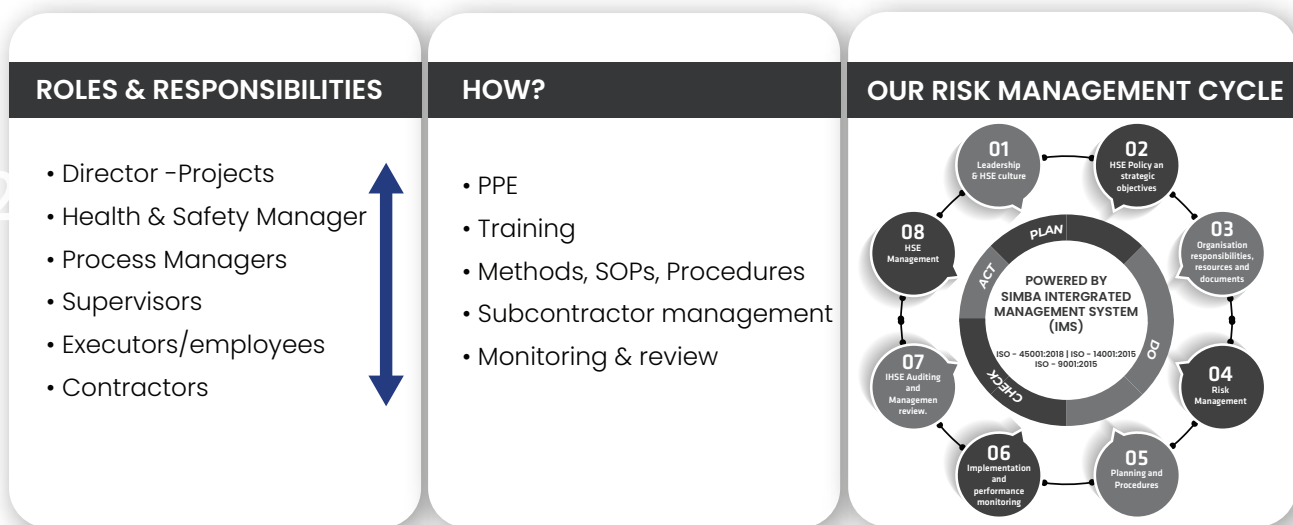 ROLES & RESPONSIBILITIES
• Director -Projects
• Health & Safety Manager
• Process Managers
• Supervisors
• Executors/employees
• Contractors
HOW?
• PPE
• Training
• Methods, SOPs, Procedures
• Subcontractor management
• Monitoring & review
OUR RISK MANAGEMENT CYCLE
01
Leadership
& HSE culture
02
HSE Policy an
strategic
objectives
03
Organisation
responsibilities,
resources and
documents
04
Risk
Management
05
Planning and
Procedures
06
Implementation
and
performance
monitoring
07
IHSE Auditing
and
Managemen
review.
08
HSE
Management
PLAN
DO
CHECK
ACT
POWERED BY
SIMBA INTERGRATED
MANAGEMENT SYSTEM
(IMS)
ISO - 45001:2018 | ISO - 14001:2015
ISO - 9001:2015
2